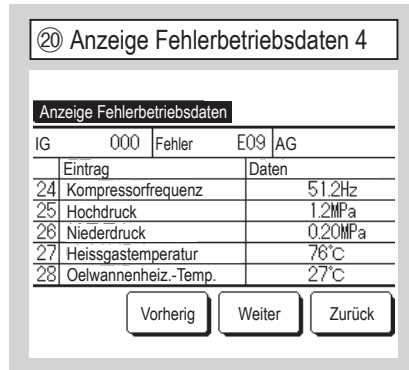 ⑳ Anzeige Fehlerbetriebsdaten 4
Anzeige Fehlerbetriebsdaten
IG 000 Fehler E09 AG
Eintrag Daten
24 Kompressorfrequenz 51.2Hz
25 Hochdruck 1.2MPa
26 Niederdruck 0.20MPa
27 Heissgastemperatur 76°C
28 Oelwannenheiz.-Temp. 27°C
Vorherig Weiter Zurück